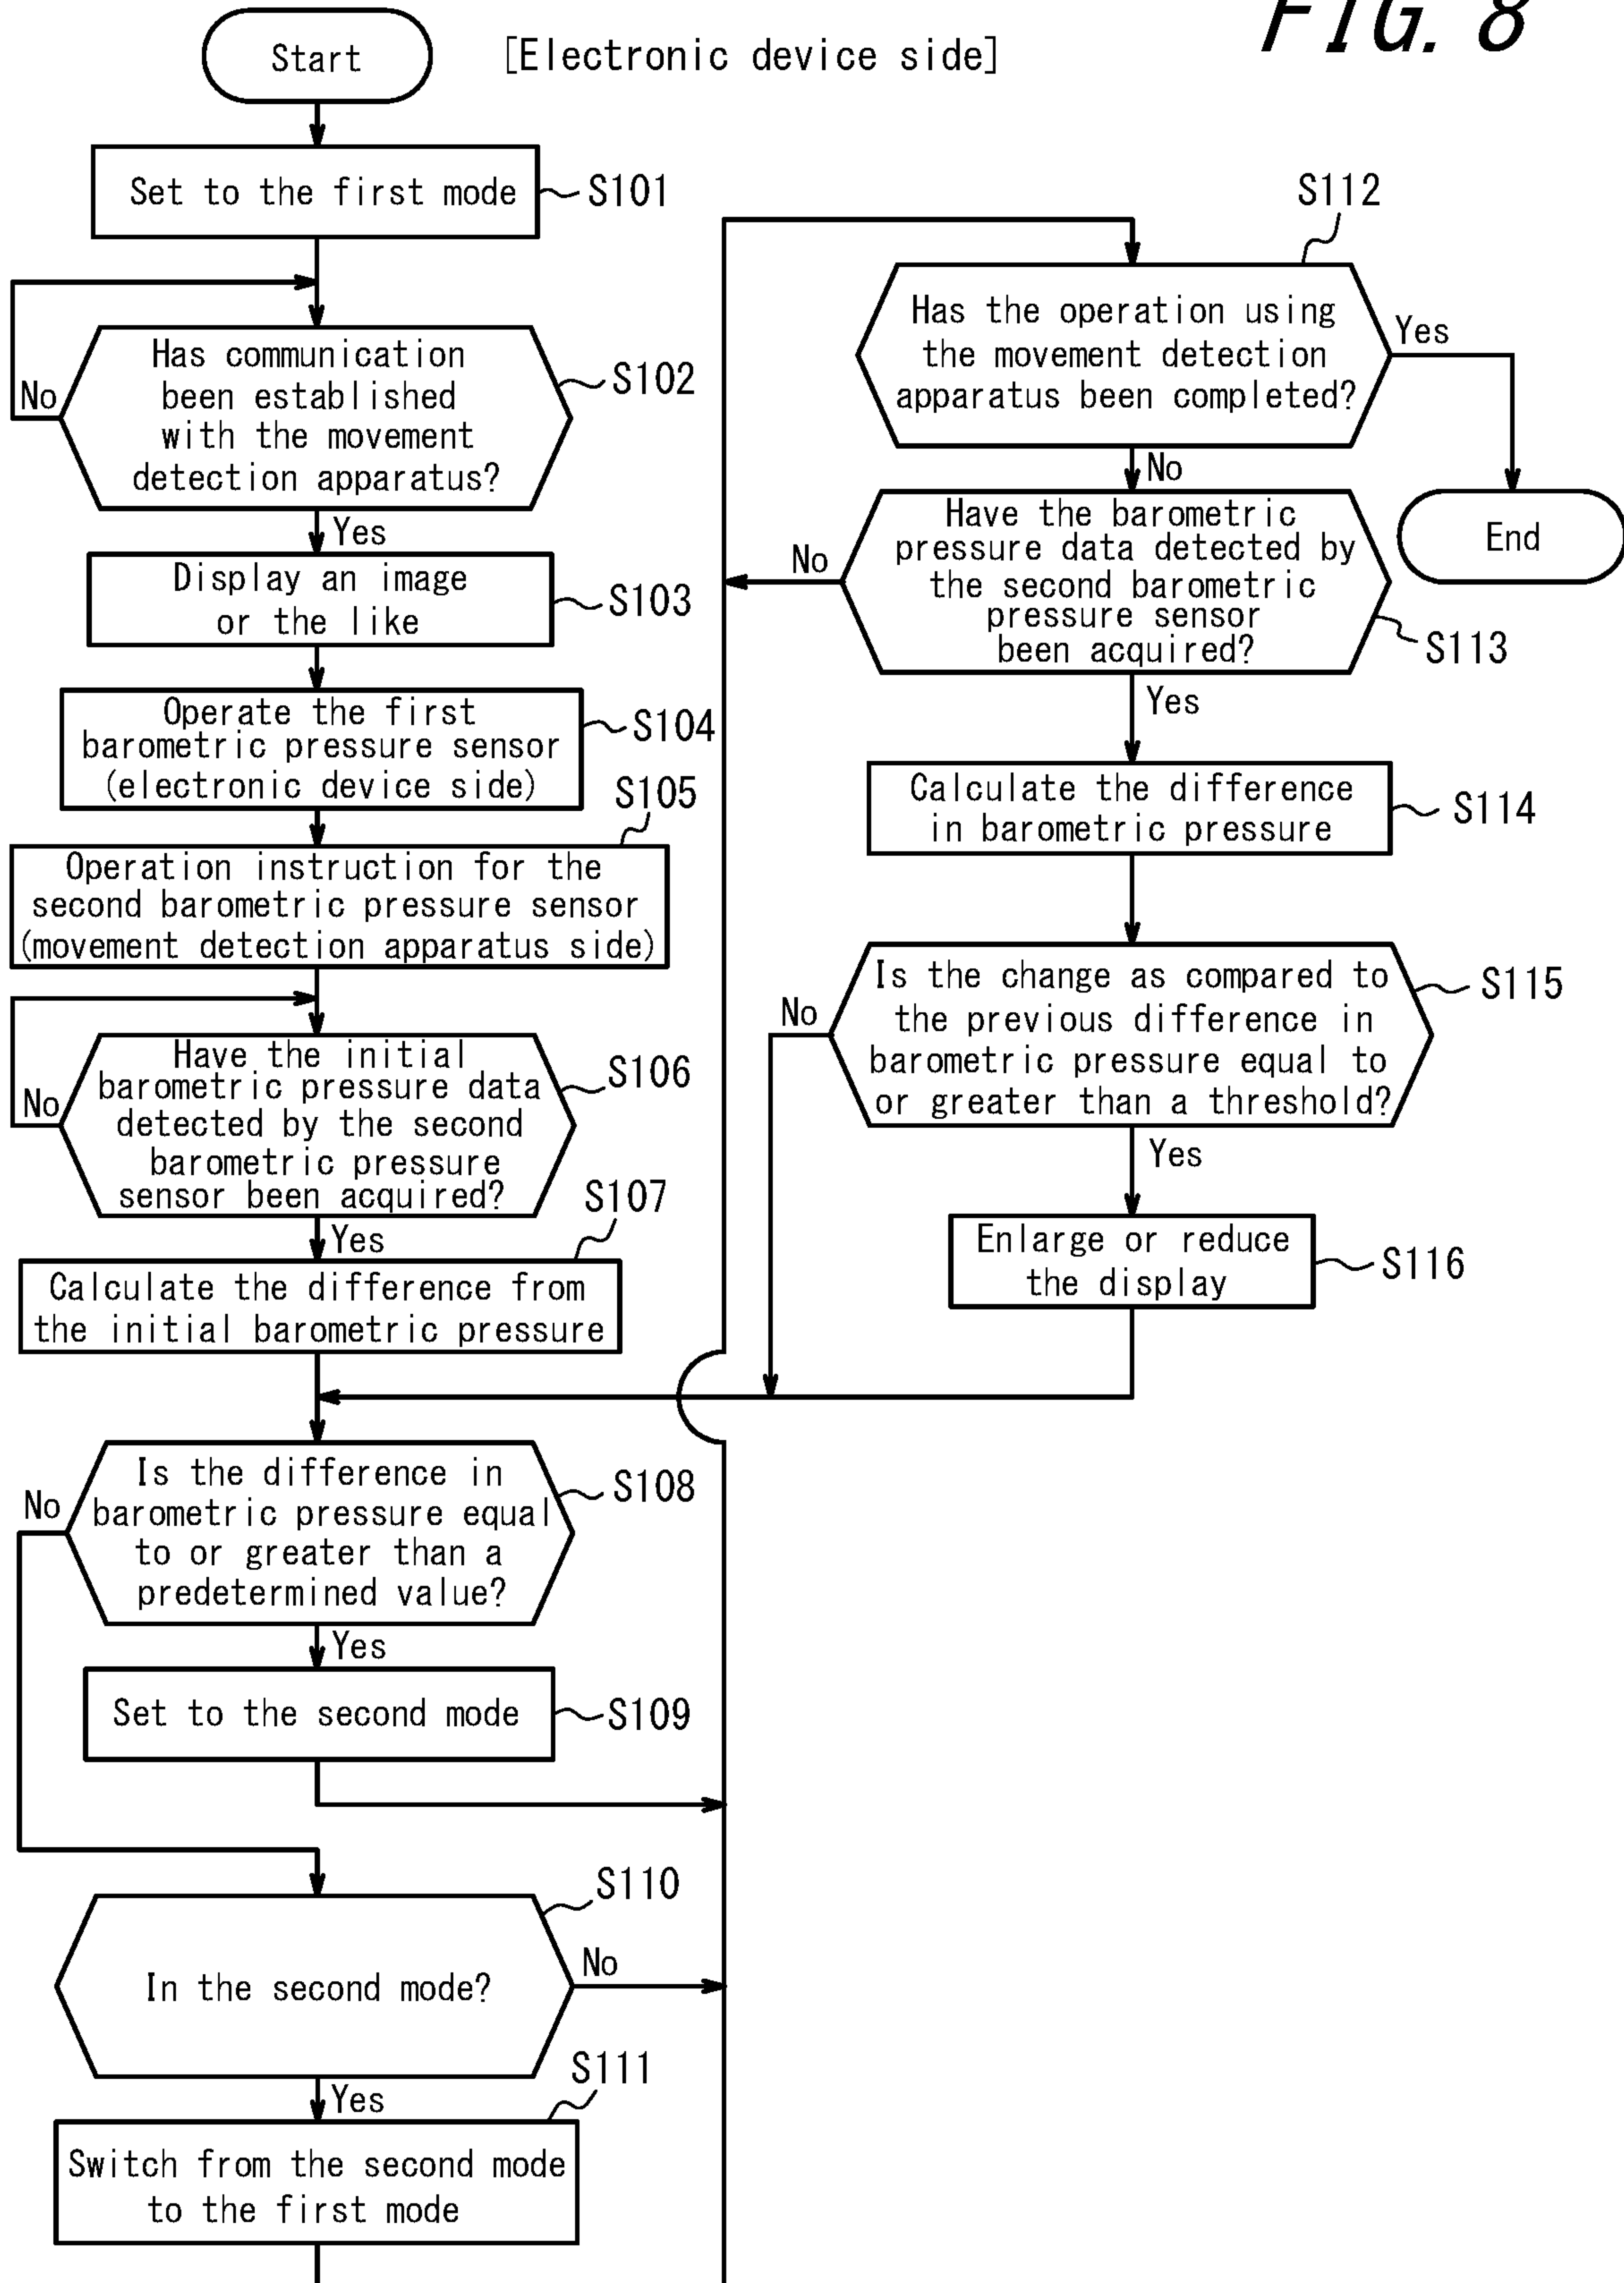 FIG. 8
[Electronic device side]
Start
Set to the first mode
S101
Has communication
been established
with the movement
detection apparatus?
S102
No
Yes
Display an image
or the like
S103
Operate the first
barometric pressure sensor
(electronic device side)
S104
S105
Operation instruction for the
second barometric pressure sensor
(movement detection apparatus side)
Have the initial
barometric pressure data
detected by the second
barometric pressure
sensor been acquired?
S106
No
Yes
S107
Calculate the difference from
the initial barometric pressure
Is the difference in
barometric pressure equal
to or greater than a
predetermined value?
S108
No
Yes
Set to the second mode
S109
S110
In the second mode?
No
Yes
S111
Switch from the second mode
to the first mode
S112
Has the operation using
the movement detection
apparatus been completed?
Yes
No
End
Have the barometric
pressure data detected by
the second barometric
pressure sensor
been acquired?
No
S113
Yes
Calculate the difference
in barometric pressure
S114
Is the change as compared to
the previous difference in
barometric pressure equal to
or greater than a threshold?
S115
No
Yes
Enlarge or reduce
the display
S116